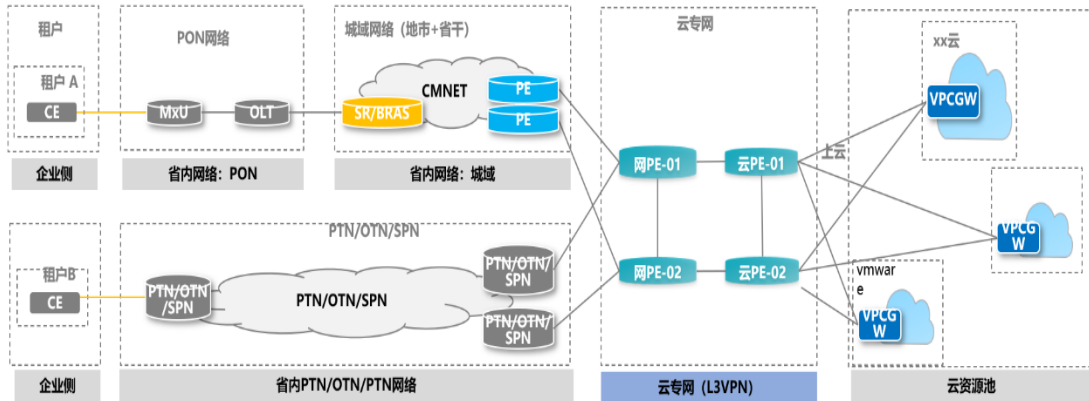 租户
PON网络
城域网络（地市+省干）
云专网
xx云
租户 A
CE
MxU
OLT
SR/BRAS
CMNET
PE
PE
VPCGW
上云
网PE-01
云PE-01
企业侧
省内网络：PON
省内网络：城域
PTN/OTN/SPN
租户B
CE
PTN/OTN
/SPN
PTN/OTN/SPN
PTN/OTN/
SPN
PTN/OTN/
SPN
网PE-02
云PE-02
VPCG
W
vmwar
e
VPCG
W
企业侧
省内PTN/OTN/PTN网络
云专网（L3VPN）
云资源池